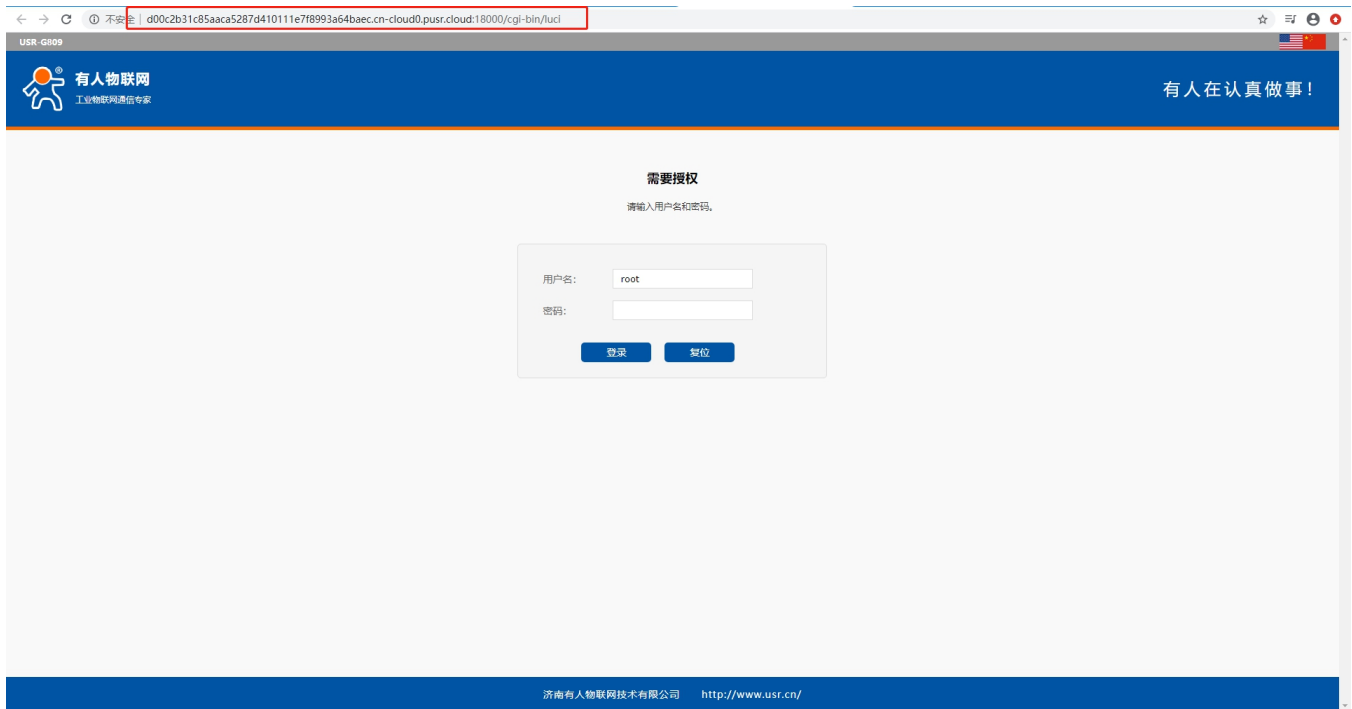 不安全 d00c2b31c85aaca5287d410111e7f8993a64baec.cn-cloud0.pusr.cloud:18000/cgi-bin/luci
USR-G809
有人物联网 ®
工业物联网通信专家
有人在认真做事!
需要授权
请输入用户名和密码。
用户名: root
密码:
登录 复位
济南有人物联网技术有限公司 http://www.usr.cn/